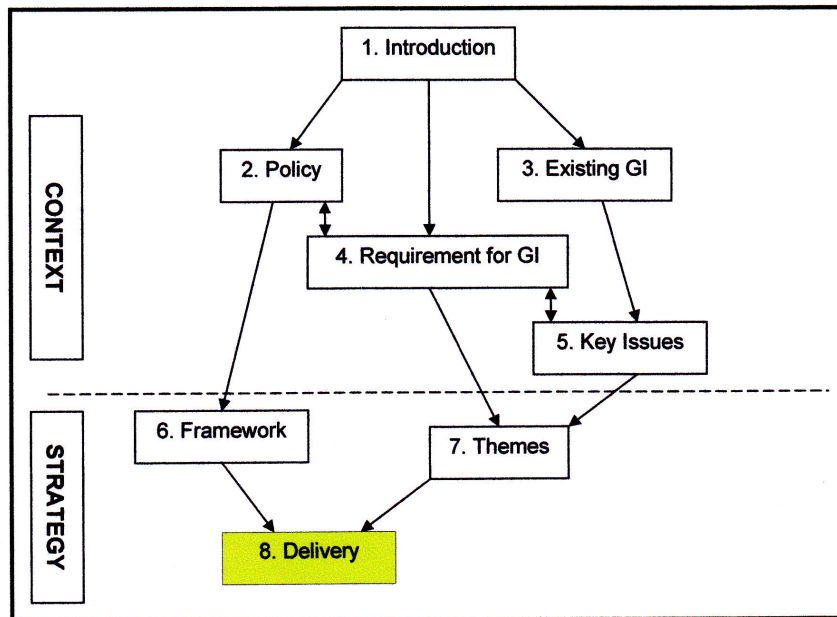 1. Introduction
CONTEXT
2. Policy
3. Existing GI
4. Requirement for GI
5. Key Issues
STRATEGY
6. Framework
7. Themes
8. Delivery